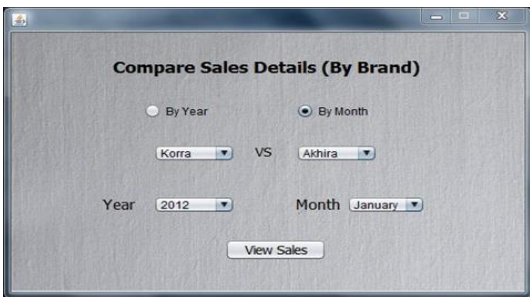 Compare Sales Details (By Brand)
By Year By Month
Korra VS Akhira
Year 2012 Month January
View Sales